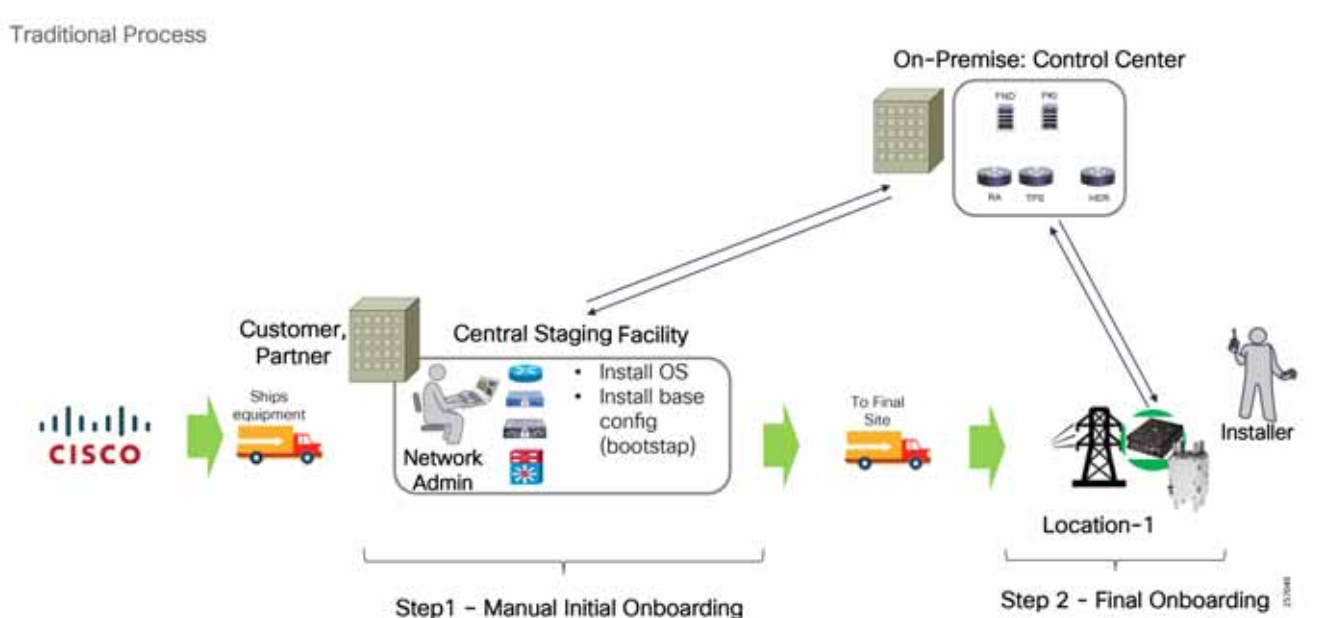 Traditional Process
On-Premise: Control Center
FND PKI
RA TPS HER
Customer,
Partner
Central Staging Facility
• Install OS
• Install base
config
(bootstap)
Network
Admin
Ships
equipment
CISCO
To Final
Site
Installer
Location-1
Step1 - Manual Initial Onboarding
Step 2 - Final Onboarding